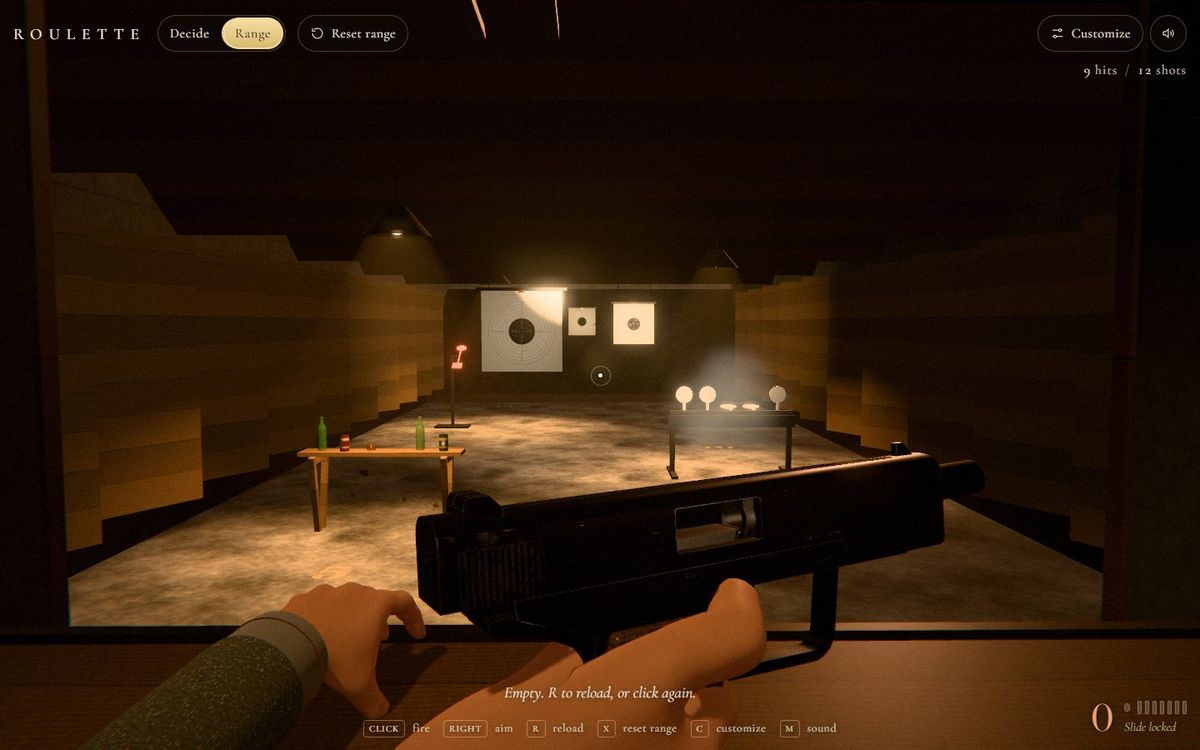 ROULETTE
Decide
Range
Reset range
Customize
9 hits / 12 shots
Empty. R to reload, or click again.
CLICK fire RIGHT aim R reload X reset range C customize M sound
0
Slide locked